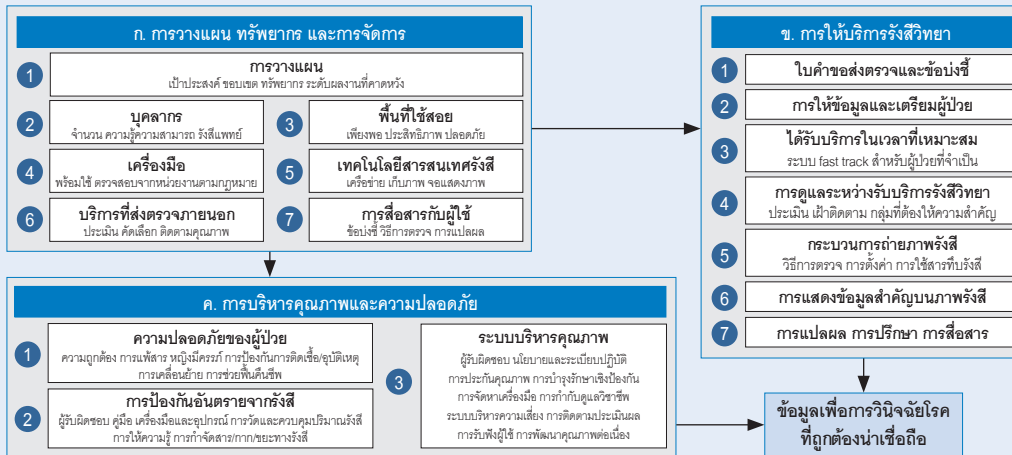 ก. การวางแผน ทรัพยากร และการจัดการ
1
การวางแผน
เป้าประสงค์ ขอบเขต ทรัพยากร ระดับผลงานที่คาดหวัง
2
บุคลากร
จำนวน ความรู้ความสามารถ รังสีแพทย์
3
พื้นที่ใช้สอย
เพียงพอ ประสิทธิภาพ ปลอดภัย
4
เครื่องมือ
พร้อมใช้ ตรวจสอบจากหน่วยงานตามกฎหมาย
5
เทคโนโลยีสารสนเทศรังสี
เครือข่าย เก็บภาพ จอแสดงภาพ
6
บริการที่ส่งตรวจภายนอก
ประเมิน คัดเลือก ติดตามคุณภาพ
7
การสื่อสารกับผู้ใช้
ข้อบ่งชี้ วิธีการตรวจ การแปลผล
ข. การให้บริการรังสีวิทยา
1
ใบคำขอส่งตรวจและข้อบ่งชี้
2
การให้ข้อมูลและเตรียมผู้ป่วย
3
ได้รับบริการในเวลาที่เหมาะสม
ระบบ fast track สำหรับผู้ป่วยที่จำเป็น
4
การดูแลระหว่างรับบริการรังสีวิทยา
ประเมิน เฝ้าติดตาม กลุ่มที่ต้องให้ความสำคัญ
5
กระบวนการถ่ายภาพรังสี
วิธีการตรวจ การตั้งค่า การใช้สารทึบรังสี
6
การแสดงข้อมูลสำคัญบนภาพรังสี
7
การแปลผล การปรึกษา การสื่อสาร
ค. การบริหารคุณภาพและความปลอดภัย
1
ความปลอดภัยของผู้ป่วย
ความถูกต้อง การแพ้สาร หญิงมีครรภ์ การป้องกันการติดเชื้อ/อุบัติเหตุ
การเคลื่อนย้าย การช่วยฟื้นคืนชีพ
2
การป้องกันอันตรายจากรังสี
ผู้รับผิดชอบ คู่มือ เครื่องมือและอุปกรณ์ การวัดและควบคุมปริมาณรังสี
การให้ความรู้ การกำจัดสาร/กาก/ขยะทางรังสี
3
ระบบบริหารคุณภาพ
ผู้รับผิดชอบ นโยบายและระเบียบปฏิบัติ
การประกันคุณภาพ การบำรุงรักษาเชิงป้องกัน
การจัดหาเครื่องมือ การกำกับดูแลวิชาชีพ
ระบบบริหารความเสี่ยง การติดตามประเมินผล
การรับฟังผู้ใช้ การพัฒนาคุณภาพต่อเนื่อง
ข้อมูลเพื่อการวินิจฉัยโรค
ที่ถูกต้องน่าเชื่อถือ